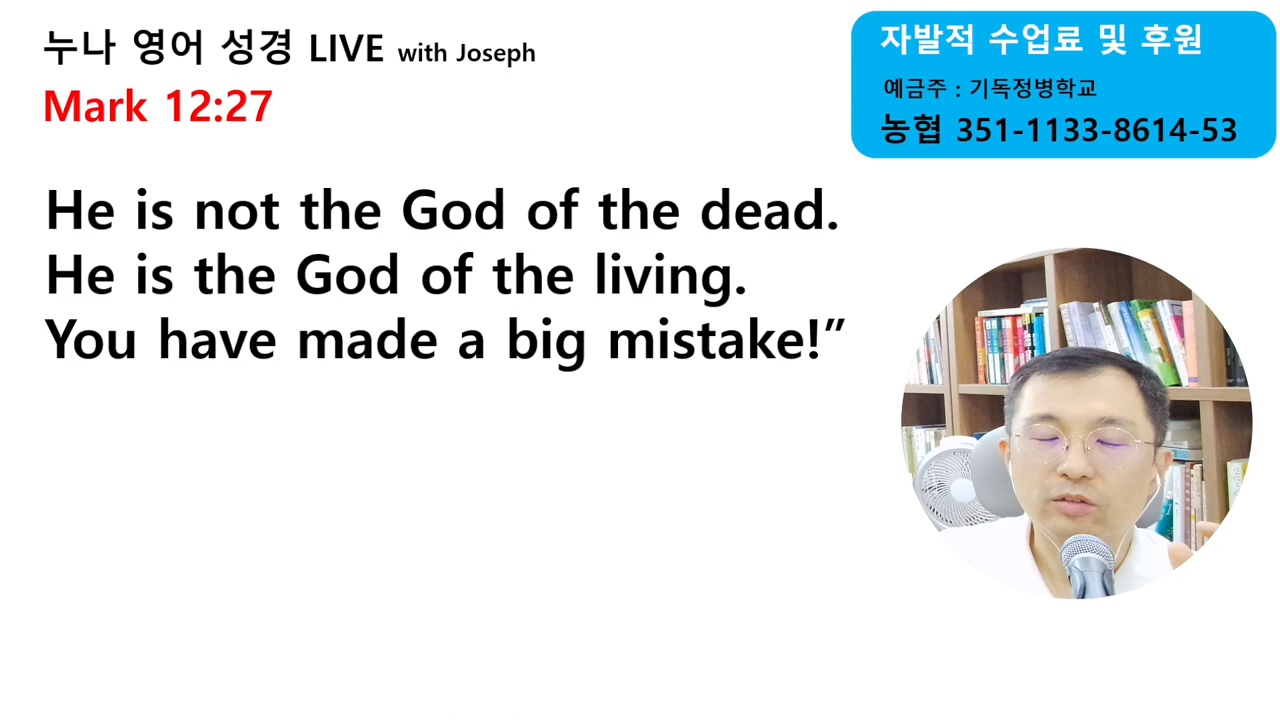 누나 영어 성경 LIVE with Joseph
Mark 12:27
자발적 수업료 및 후원
예금주 : 기독정병학교
농협 351-1133-8614-53
He is not the God of the dead.
He is the God of the living.
You have made a big mistake!”